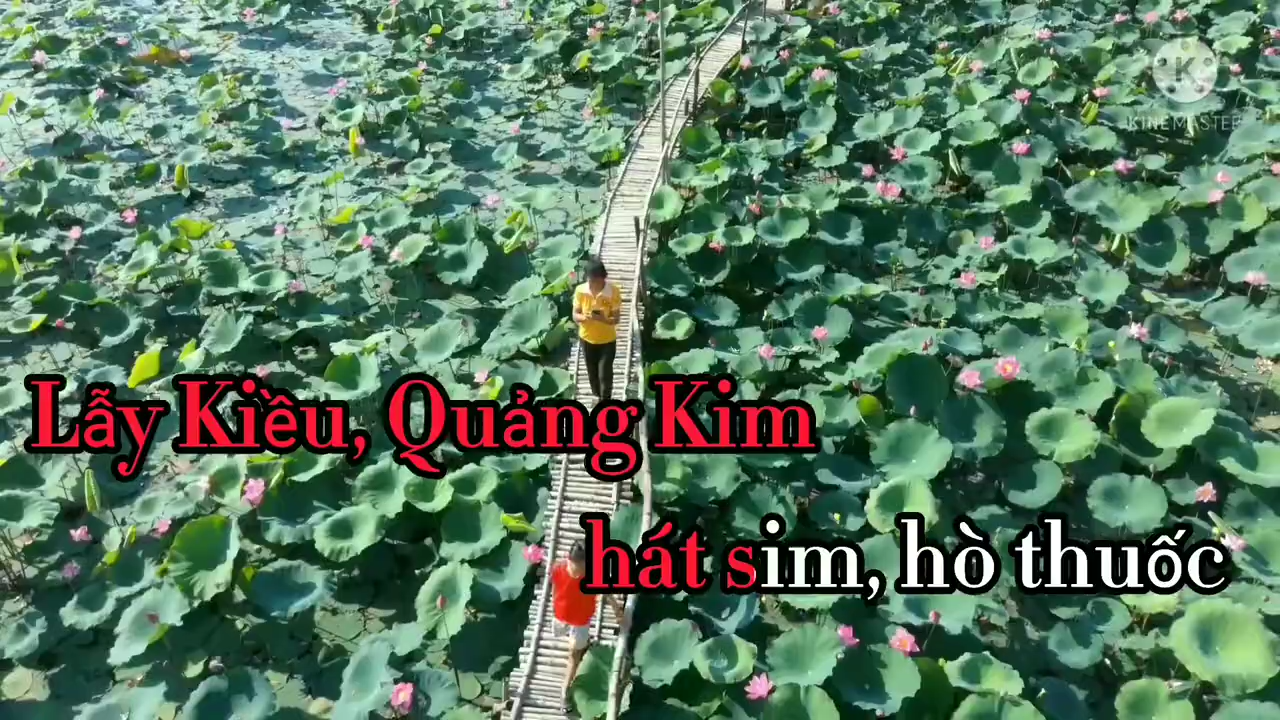 KINEMASTER
Lẫy Kiều, Quảng Kim
hát sim, hò thuốc